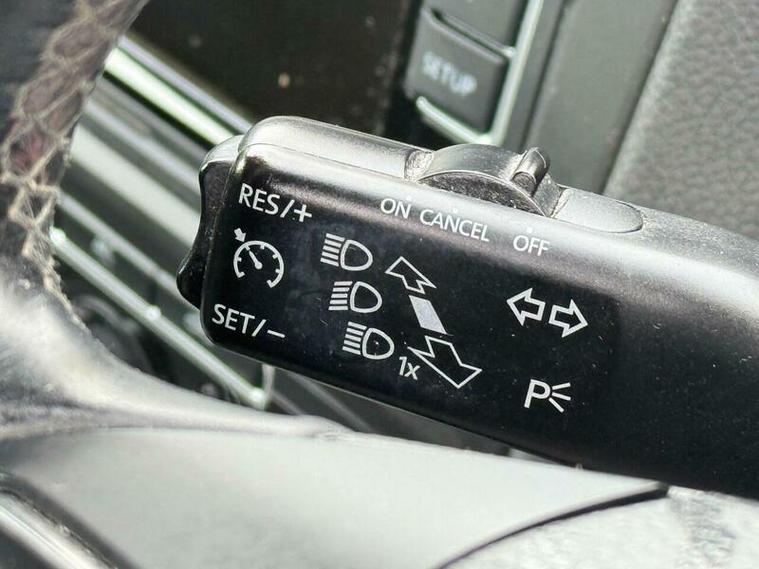 SETUP
RES/+
ON CANCEL OFF
SET/–
1x
P